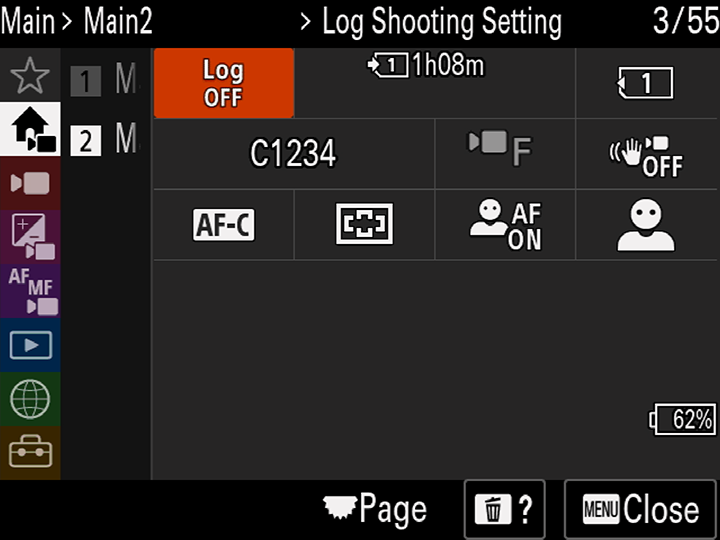 Main> Main2 > Log Shooting Setting 3/55
1 M
Log OFF
1 1h08m
1
2 M
C1234
F
OFF
AF-C
AF ON
AF MF
62%
Page
?
MENU Close